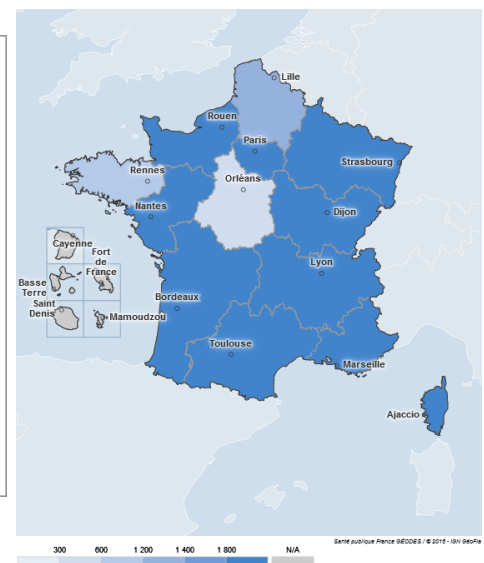 Lille
Rouen
Paris
Strasbourg
Rennes
Orléans
Nantes
Dijon
Cayenne
Fort
de
France
Lyon
Basse
Terre
Saint
Denis
Bordeaux
Mamoudzou
Toulouse
Marseille
Ajaccio
Santé publique France GÉODES / © 2016 - IGN GéoFla
300 600 1 200 1 400 1 800 N/A